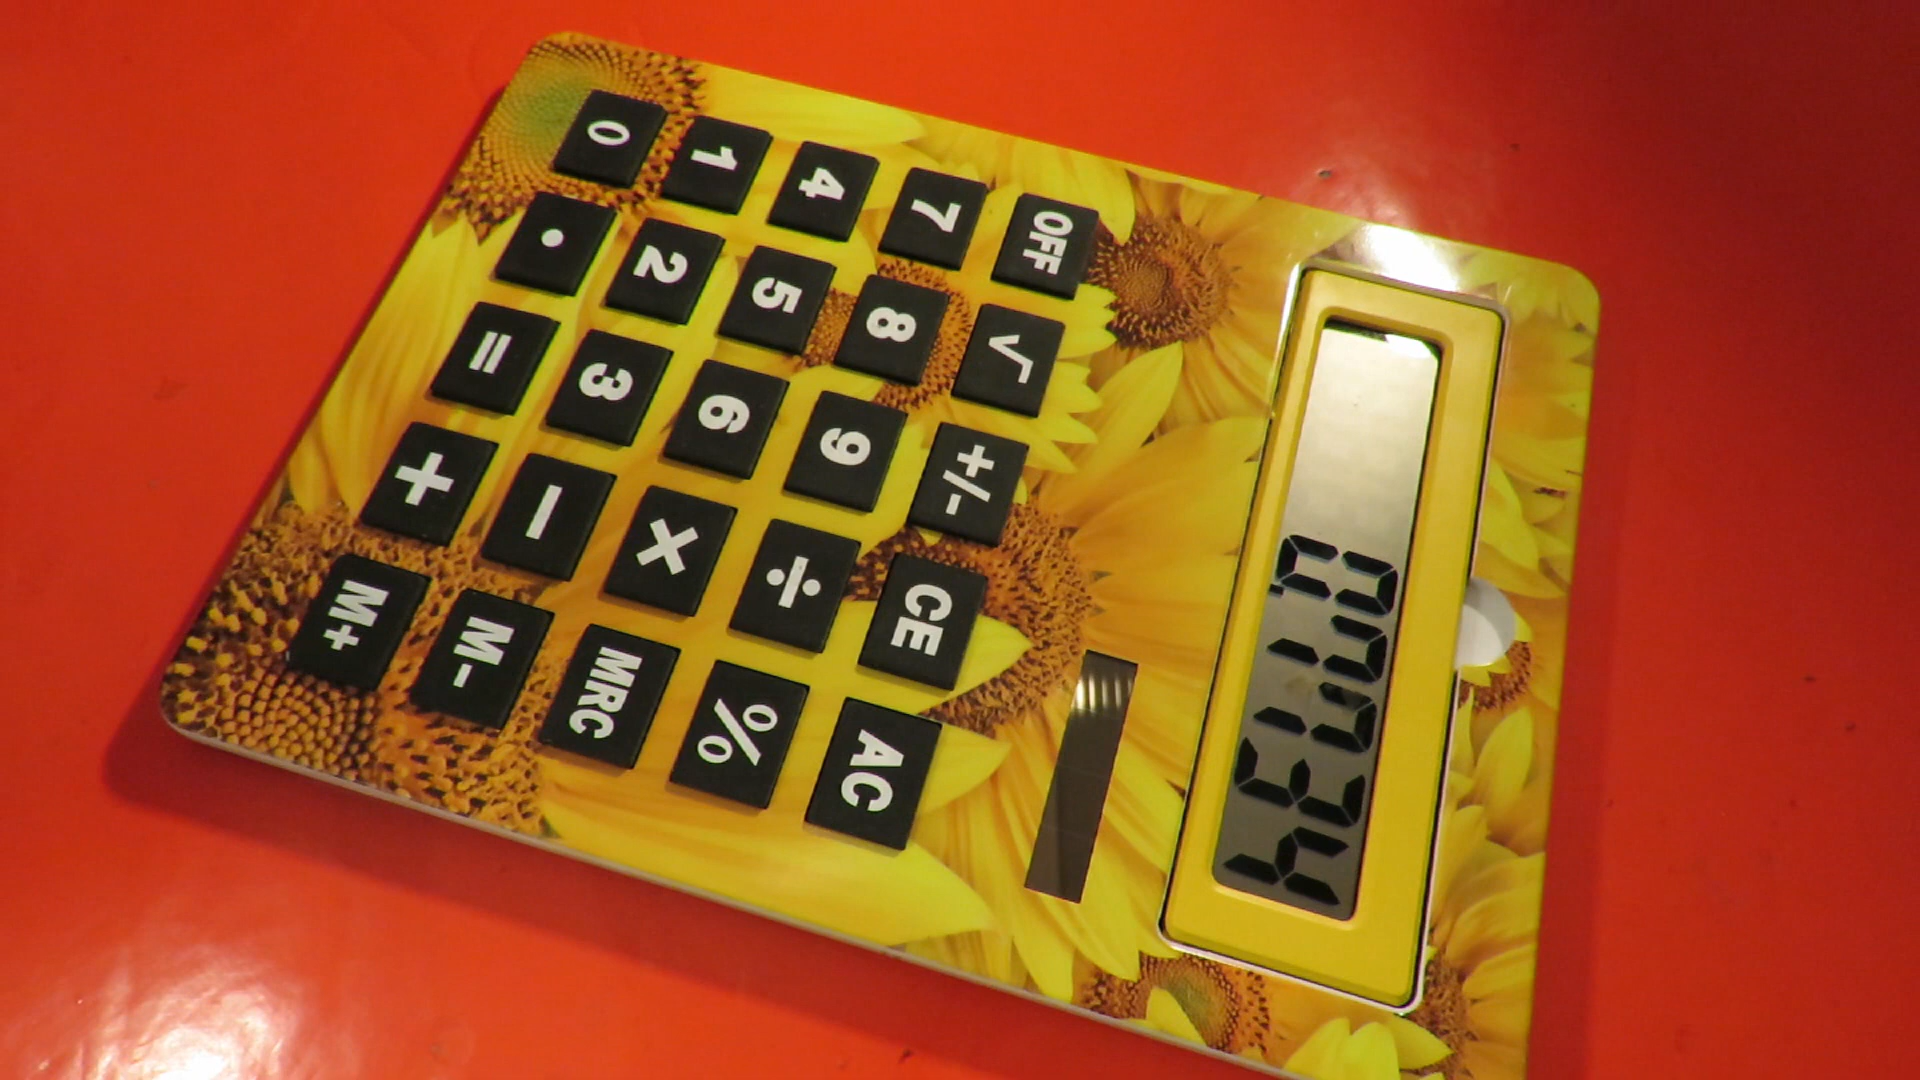 OFF √ +/- CE AC
7 8 9 ÷ %
4 5 6 × MRC
1 2 3 − M-
0 • = + M+